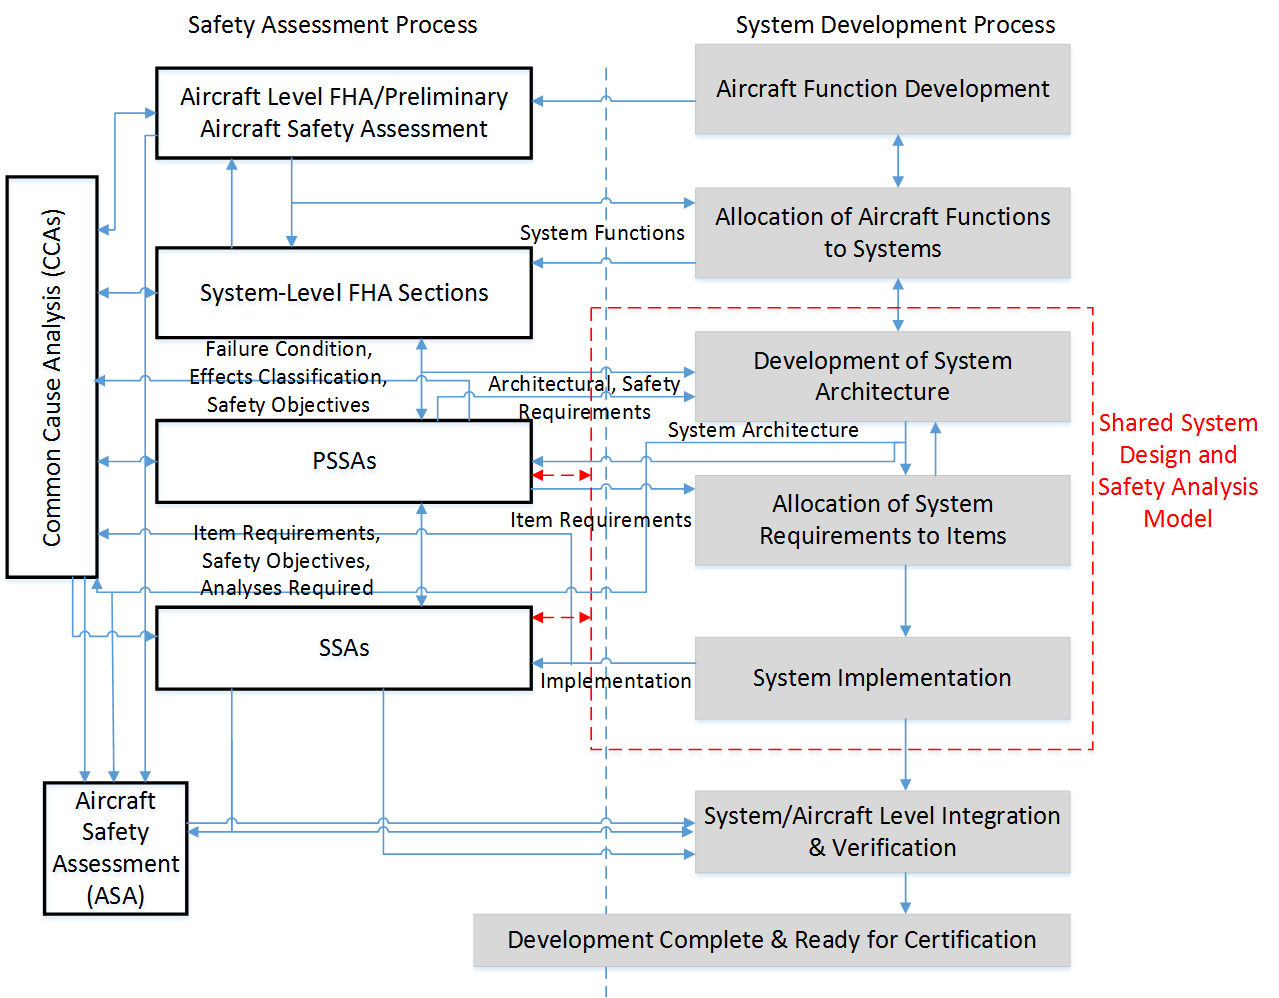 Safety Assessment Process
System Development Process
Aircraft Level FHA/Preliminary
Aircraft Safety Assessment
Aircraft Function Development
Allocation of Aircraft Functions
to Systems
System Functions
Common Cause Analysis (CCAs)
System-Level FHA Sections
Failure Condition,
Effects Classification,
Safety Objectives
Architectural, Safety
Requirements
Development of System
Architecture
System Architecture
Shared System
Design and
Safety Analysis
Model
PSSAs
Item Requirements
Allocation of System
Requirements to Items
Item Requirements,
Safety Objectives,
Analyses Required
SSAs
Implementation
System Implementation
Aircraft
Safety
Assessment
(ASA)
System/Aircraft Level Integration
& Verification
Development Complete & Ready for Certification